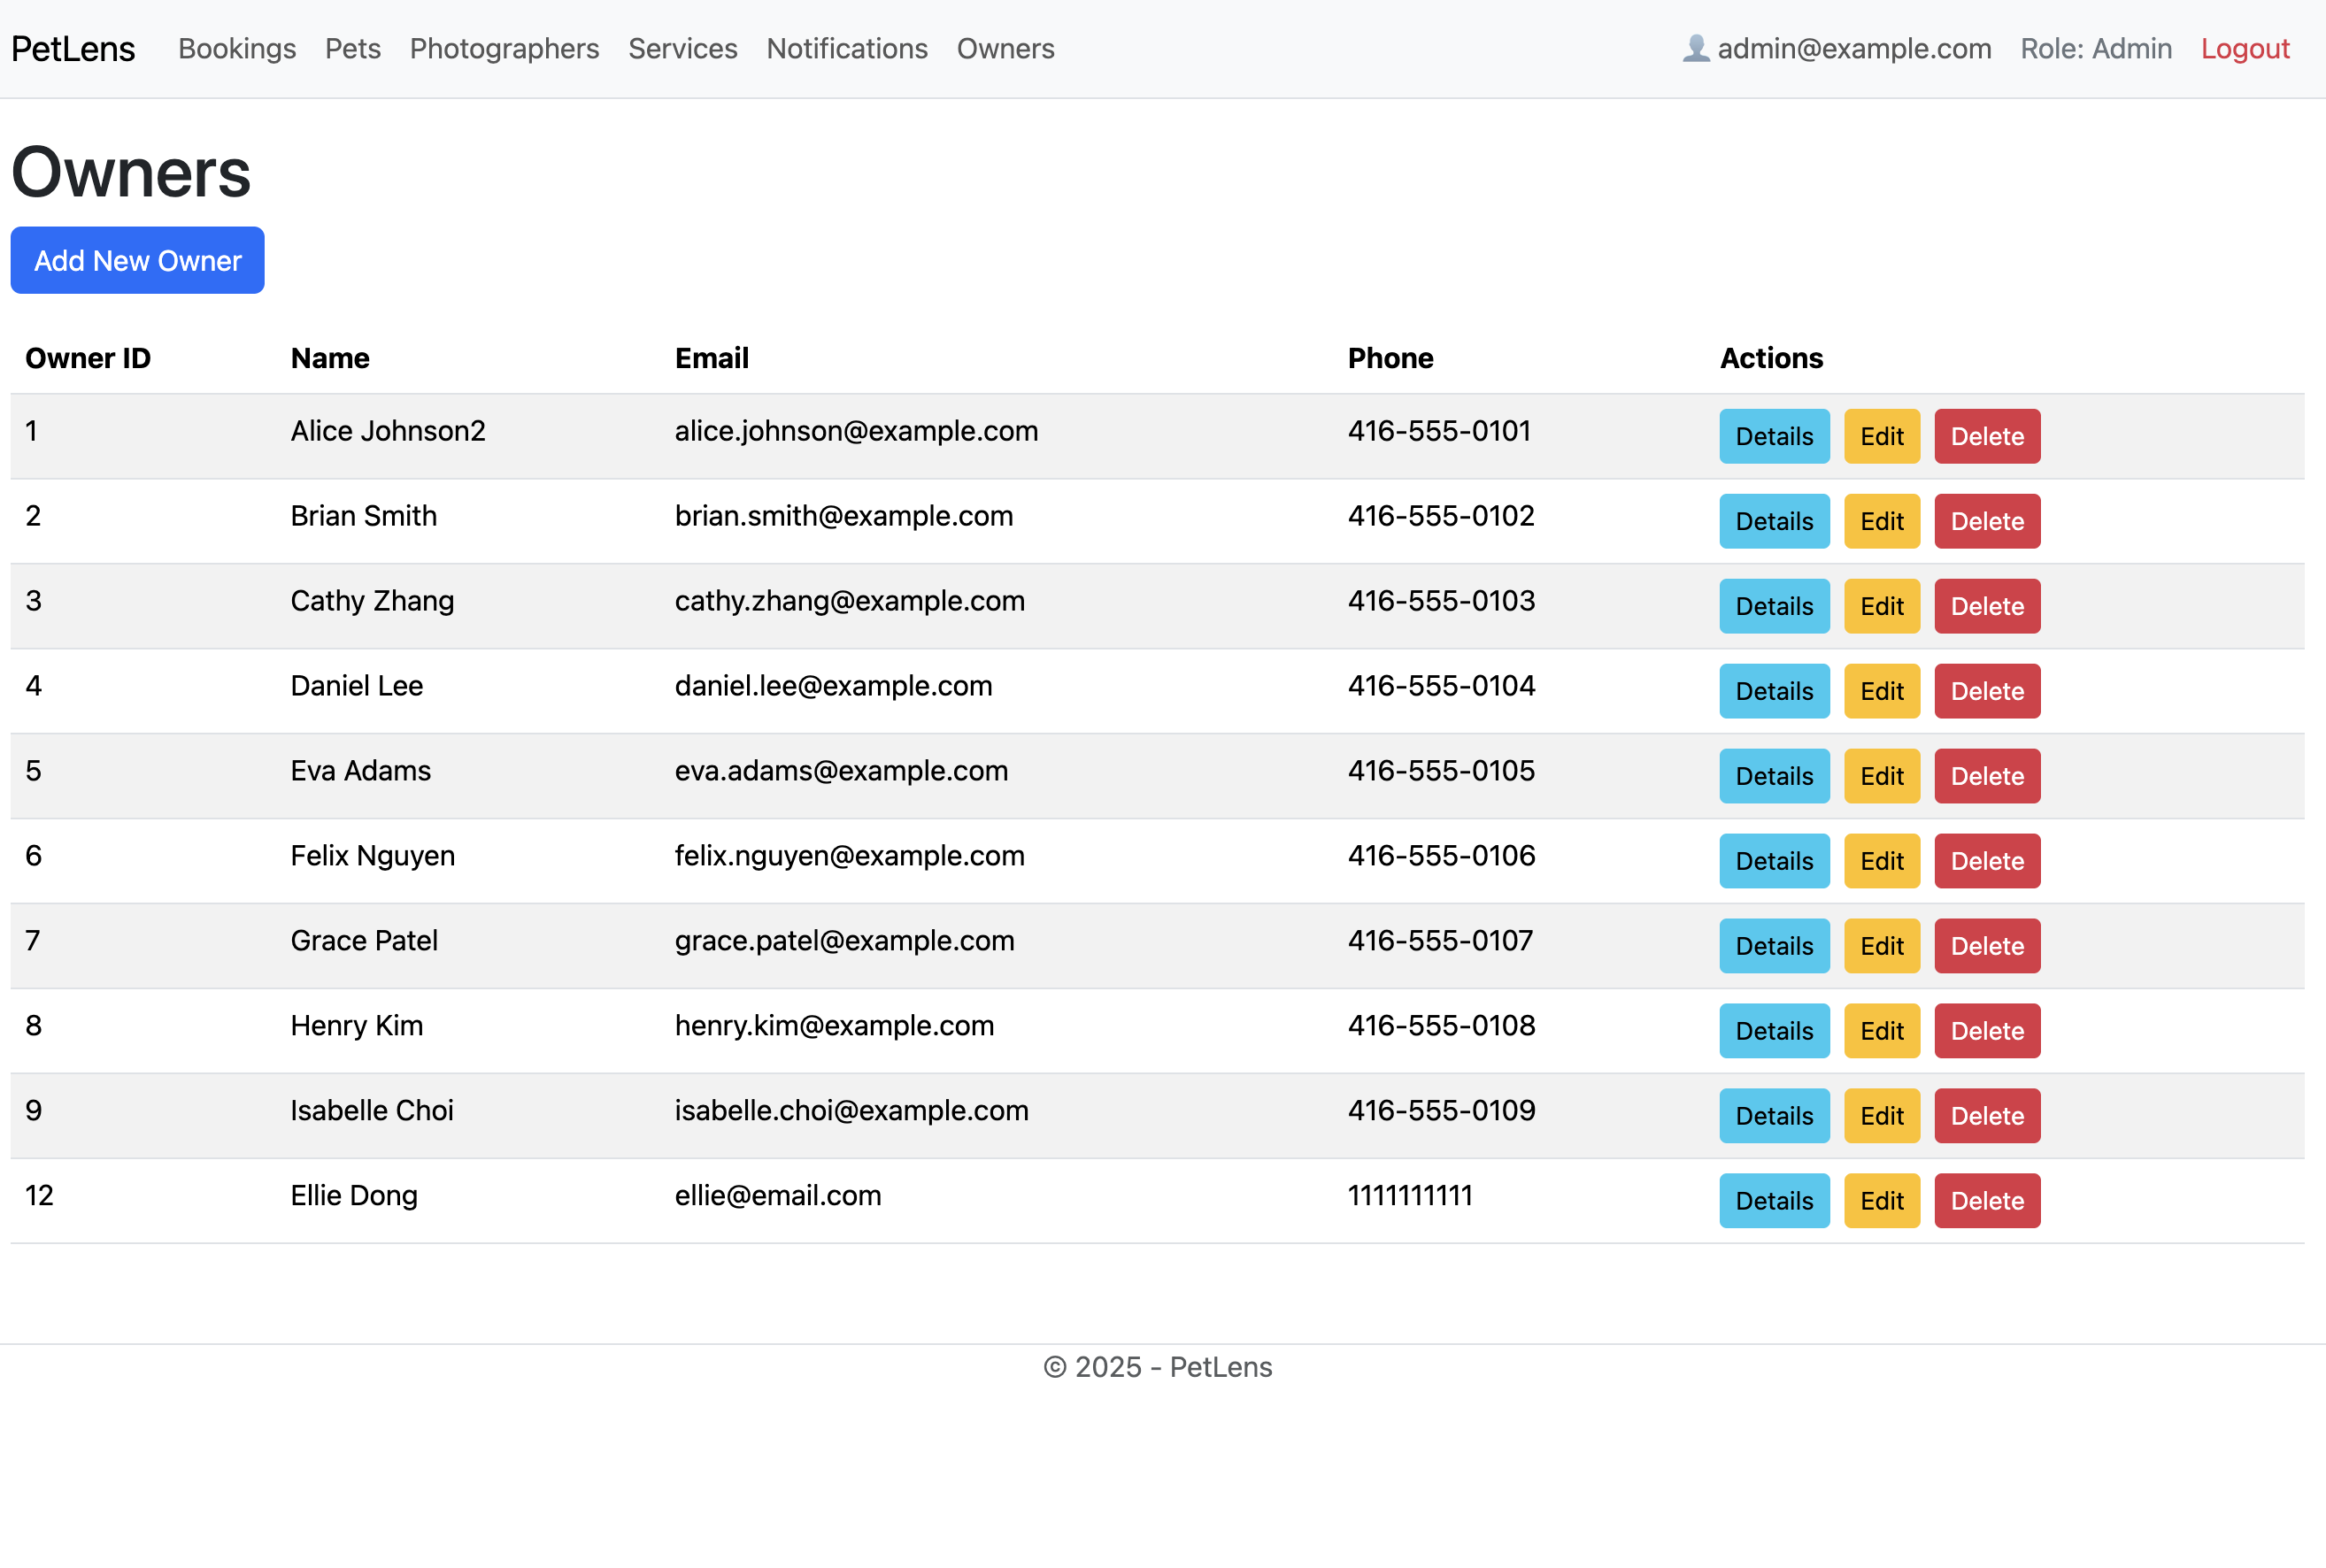 PetLens Bookings Pets Photographers Services Notifications Owners admin@example.com Role: Admin Logout
Owners
Add New Owner
Owner ID Name Email Phone Actions
1 Alice Johnson2 alice.johnson@example.com 416-555-0101 Details Edit Delete
2 Brian Smith brian.smith@example.com 416-555-0102 Details Edit Delete
3 Cathy Zhang cathy.zhang@example.com 416-555-0103 Details Edit Delete
4 Daniel Lee daniel.lee@example.com 416-555-0104 Details Edit Delete
5 Eva Adams eva.adams@example.com 416-555-0105 Details Edit Delete
6 Felix Nguyen felix.nguyen@example.com 416-555-0106 Details Edit Delete
7 Grace Patel grace.patel@example.com 416-555-0107 Details Edit Delete
8 Henry Kim henry.kim@example.com 416-555-0108 Details Edit Delete
9 Isabelle Choi isabelle.choi@example.com 416-555-0109 Details Edit Delete
12 Ellie Dong ellie@email.com 1111111111 Details Edit Delete
© 2025 - PetLens